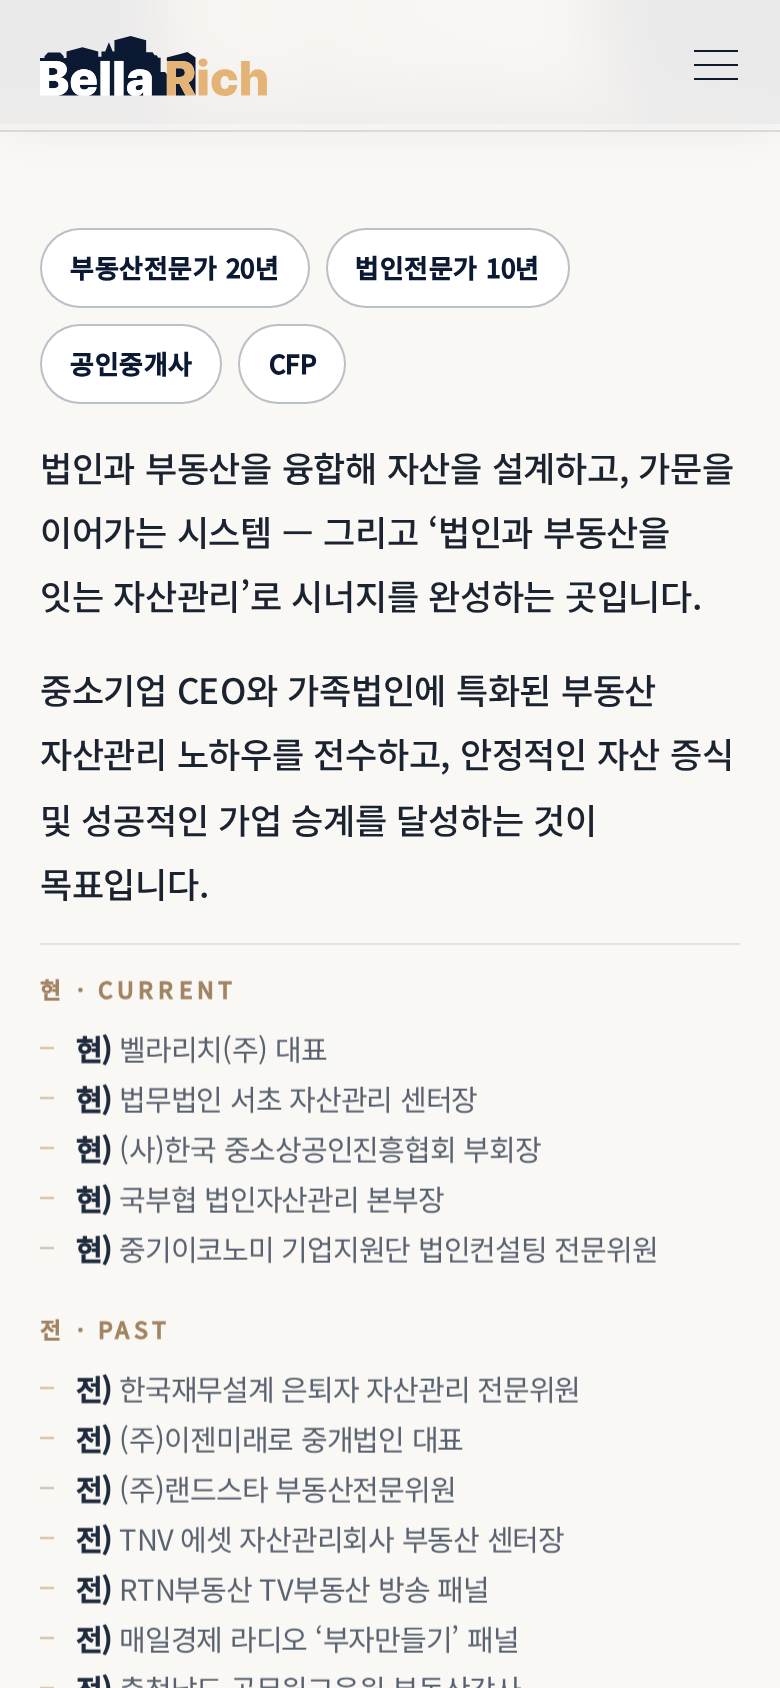 Bella Rich
부동산전문가 20년
법인전문가 10년
공인중개사
CFP
법인과 부동산을 융합해 자산을 설계하고, 가문을
이어가는 시스템 — 그리고 ‘법인과 부동산을
잇는 자산관리’로 시너지를 완성하는 곳입니다.
중소기업 CEO와 가족법인에 특화된 부동산
자산관리 노하우를 전수하고, 안정적인 자산 증식
및 성공적인 가업 승계를 달성하는 것이
목표입니다.
현 · CURRENT
– 현) 벨라리치(주) 대표
– 현) 법무법인 서초 자산관리 센터장
– 현) (사)한국 중소상공인진흥협회 부회장
– 현) 국부협 법인자산관리 본부장
– 현) 중기이코노미 기업지원단 법인컨설팅 전문위원
전 · PAST
– 전) 한국재무설계 은퇴자 자산관리 전문위원
– 전) (주)이젠미래로 중개법인 대표
– 전) (주)랜드스타 부동산전문위원
– 전) TNV 에셋 자산관리회사 부동산 센터장
– 전) RTN부동산 TV부동산 방송 패널
– 전) 매일경제 라디오 ‘부자만들기’ 패널
– 전) 충청남도 공무원교육원 부동산강사